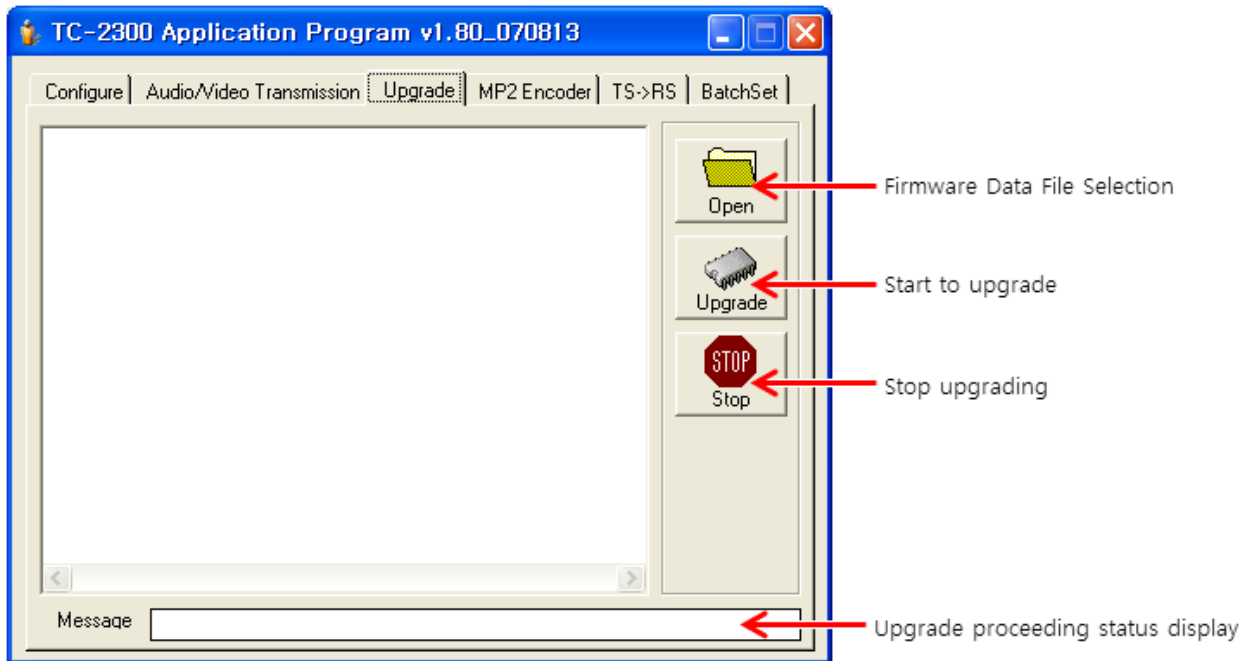 TC-2300 Application Program v1.80_070813
Configure Audio/Video Transmission Upgrade MP2 Encoder TS->RS BatchSet
Open
Firmware Data File Selection
Upgrade
Start to upgrade
STOP
Stop
Stop upgrading
Message
Upgrade proceeding status display